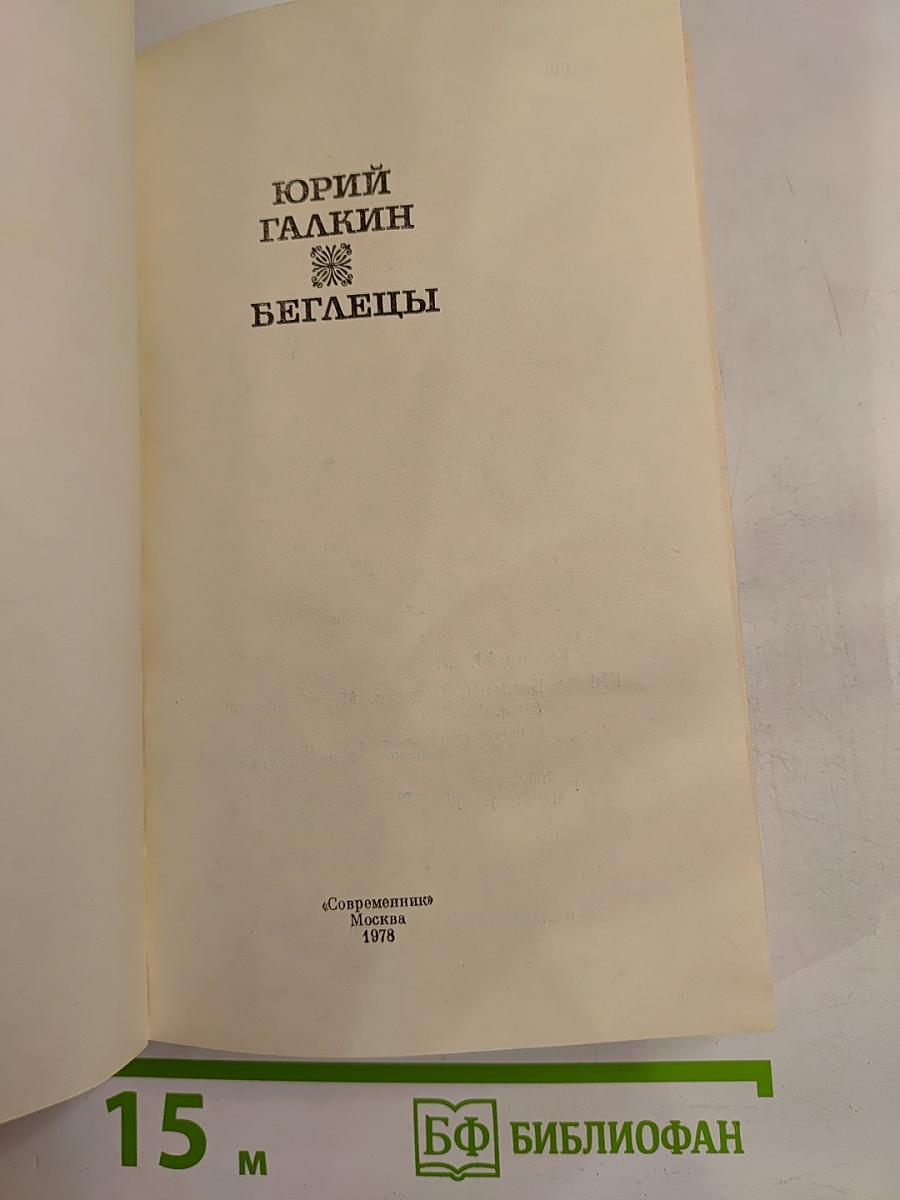 ЮРИЙ
ГАЛКИН
БЕГЛЕЦЫ
«Современник»
Москва
1978
15 м
БФ БИБЛИОФАН